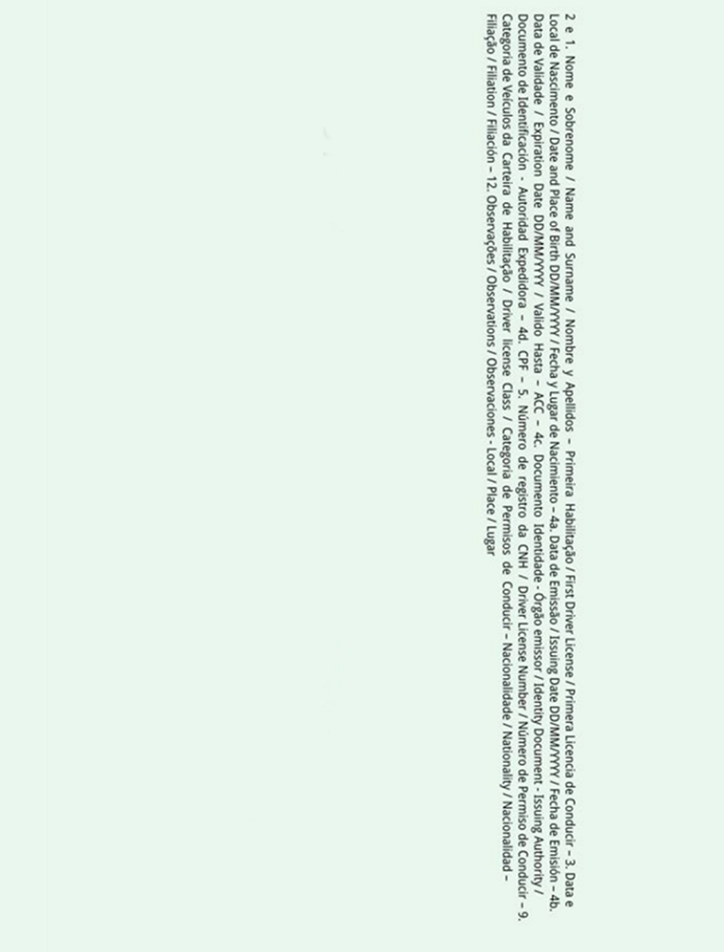 2 e 1. Nome e Sobrenome / Name and Surname / Nombre y Apellidos – Primeira Habilitação / First Driver License / Primera Licencia de Conducir – 3. Data e
Local de Nascimento / Date and Place of Birth DD/MM/YYYY / Fecha y Lugar de Nacimiento – 4a. Data de Emissão / Issuing Date DD/MM/YYYY / Fecha de Emisión – 4b.
Data de Validade / Expiration Date DD/MM/YYYY / Valido Hasta – ACC – 4c. Documento Identidade - Órgão emissor / Identity Document - Issuing Authority /
Documento de Identificación - Autoridad Expedidora – 4d. CPF – 5. Número de registro da CNH / Driver License Number / Número de Permiso de Conducir – 9.
Categoria de Veículos da Carteira de Habilitação / Driver license Class / Categoria de Permisos de Conducir – Nacionalidade / Nationality / Nacionalidad –
Filiação / Filiation / Filiación – 12. Observações / Observations / Observaciones - Local / Place / Lugar